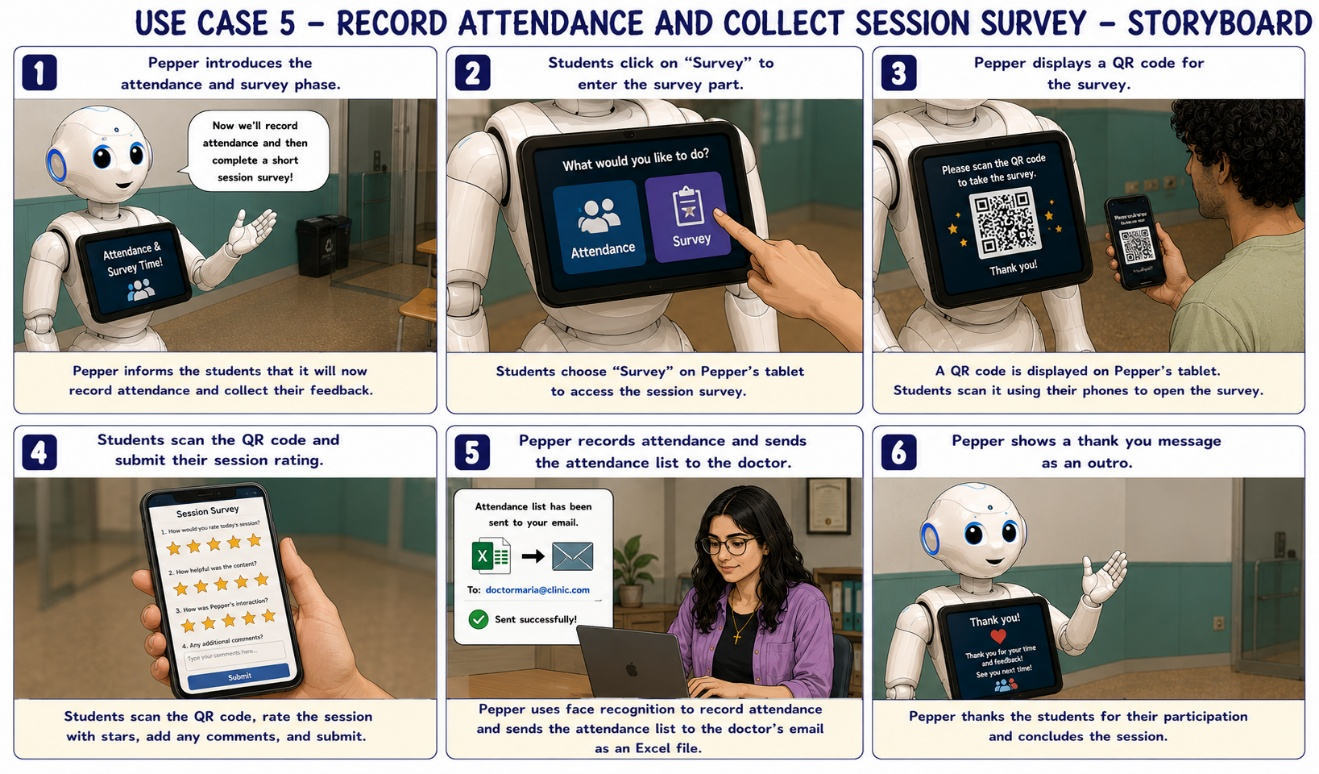 USE CASE 5 – RECORD ATTENDANCE AND COLLECT SESSION SURVEY – STORYBOARD
1
Pepper introduces the
attendance and survey phase.
Now we'll record
attendance and then
complete a short
session survey!
Attendance &
Survey Time!
Pepper informs the students that it will now
record attendance and collect their feedback.
2
Students click on “Survey” to
enter the survey part.
What would you like to do?
Attendance
Survey
Students choose “Survey” on Pepper's tablet
to access the session survey.
3
Pepper displays a QR code for
the survey.
Please scan the QR code
to take the survey.
Thank you!
A QR code is displayed on Pepper's tablet.
Students scan it using their phones to open the survey.
4
Students scan the QR code and
submit their session rating.
Session Survey
1. How would you rate today's session?
2. How helpful was the content?
3. How was Pepper's interaction?
4. Any additional comments?
Type your comments here...
Submit
Students scan the QR code, rate the session
with stars, add any comments, and submit.
5
Pepper records attendance and sends
the attendance list to the doctor.
Attendance list has been
sent to your email.
X
To: doctormaria@clinic.com
Sent successfully!
Pepper uses face recognition to record attendance
and sends the attendance list to the doctor's email
as an Excel file.
6
Pepper shows a thank you message
as an outro.
Thank you!
Thank you for your time
and feedback!
See you next time!
Pepper thanks the students for their participation
and concludes the session.